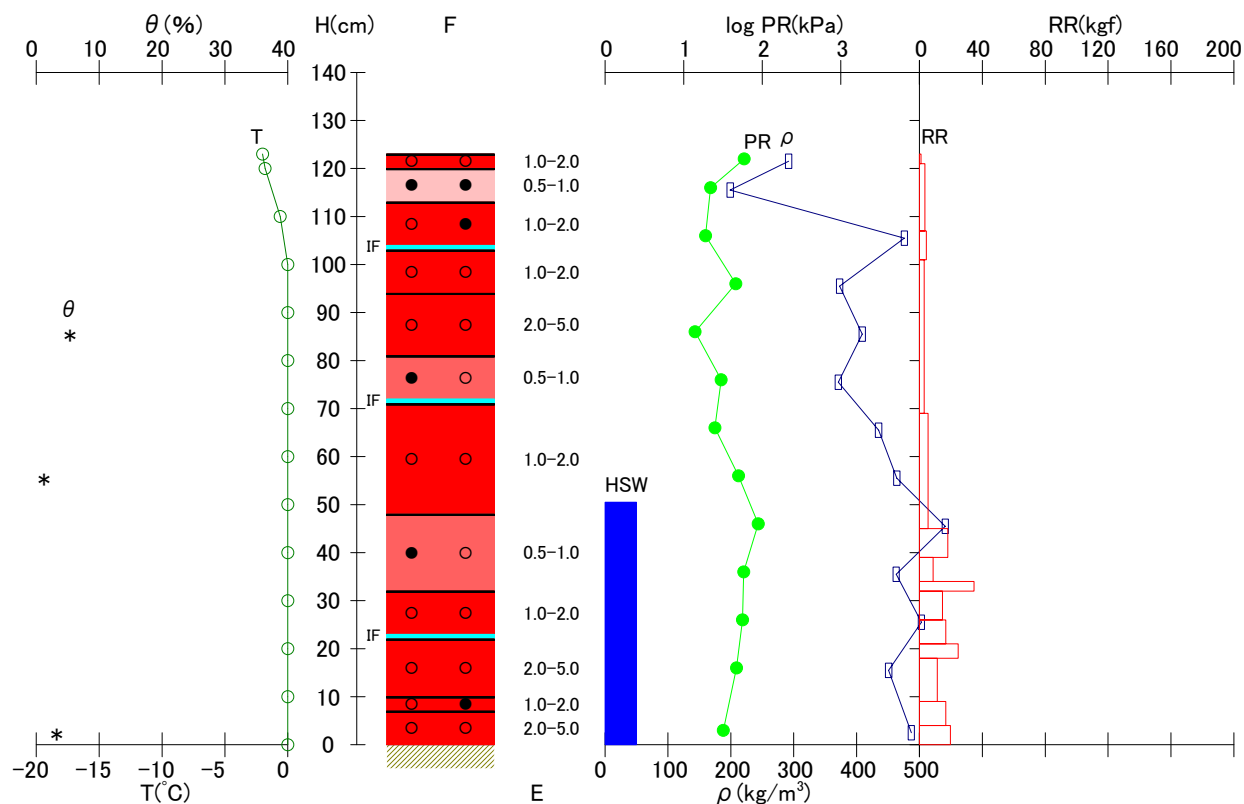 θ(%) H(cm) F log PR(kPa) RR(kgf)
0 10 20 30 40 0 1 2 3 0 40 80 120 160 200
140
130
T PR ρ RR
120 1.0-2.0
0.5-1.0
110 1.0-2.0
IF
100 1.0-2.0
θ 90 2.0-5.0
*
80 0.5-1.0
IF
70
60 1.0-2.0
* HSW
50
40 0.5-1.0
30 1.0-2.0
IF
20 2.0-5.0
10 1.0-2.0
* 2.0-5.0
0
-20 -15 -10 -5 0 0 100 200 300 400 500
T(℃) E ρ(kg/m³)